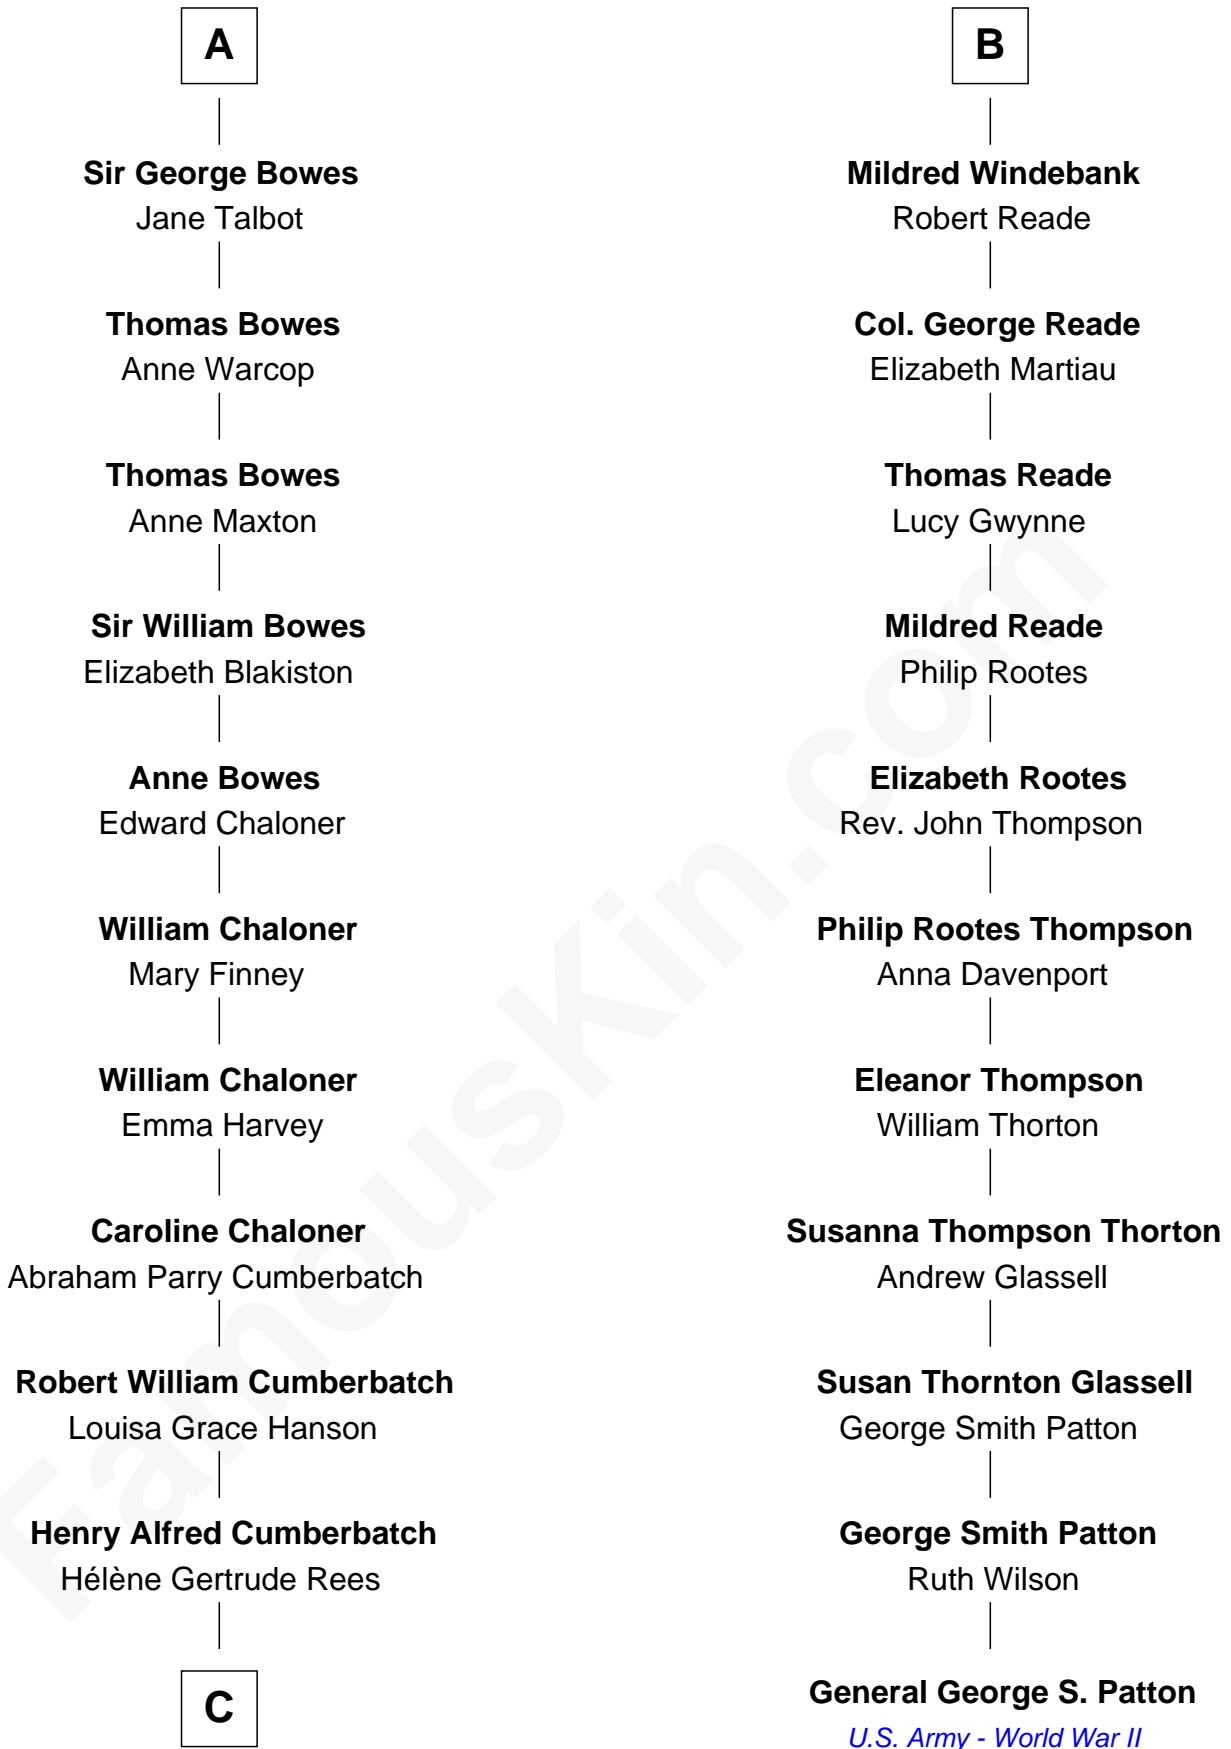 A
Sir George Bowes
Jane Talbot
Thomas Bowes
Anne Warcop
Thomas Bowes
Anne Maxton
Sir William Bowes
Elizabeth Blakiston
Anne Bowes
Edward Chaloner
William Chaloner
Mary Finney
William Chaloner
Emma Harvey
Caroline Chaloner
Abraham Parry Cumberbatch
Robert William Cumberbatch
Louisa Grace Hanson
Henry Alfred Cumberbatch
Hélène Gertrude Rees
C
B
Mildred Windebank
Robert Reade
Col. George Reade
Elizabeth Martiau
Thomas Reade
Lucy Gwynne
Mildred Reade
Philip Rootes
Elizabeth Rootes
Rev. John Thompson
Philip Rootes Thompson
Anna Davenport
Eleanor Thompson
William Thorton
Susanna Thompson Thorton
Andrew Glassell
Susan Thornton Glassell
George Smith Patton
George Smith Patton
Ruth Wilson
General George S. Patton
U.S. Army - World War II
FamousKin.com